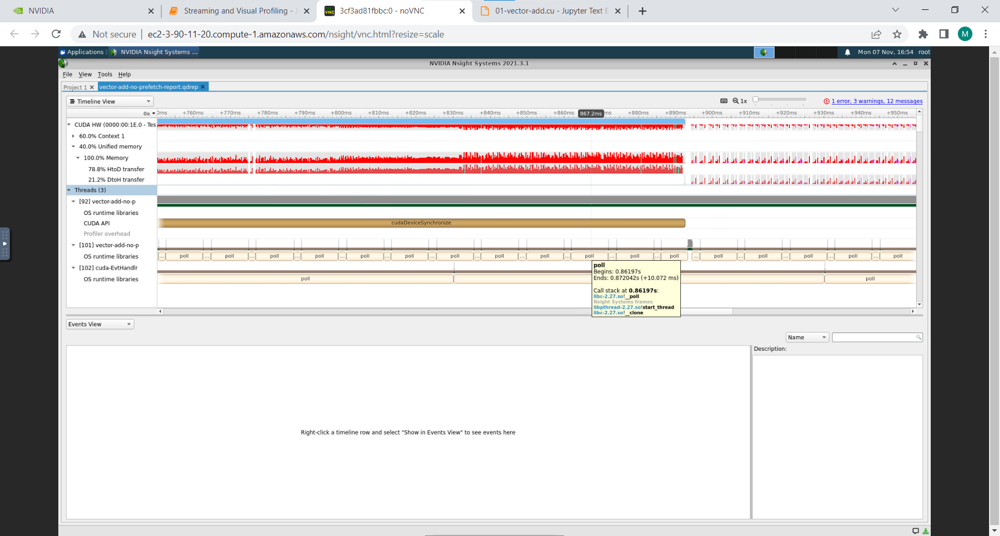 NVIDIA
Streaming and Visual Profiling - J
3cf3ad81fbbc:0 - noVNC
01-vector-add.cu - Jupyter Text E
Not secure
ec2-3-90-11-20.compute-1.amazonaws.com/nsight/vnc.html?resize=scale
M
Applications
NVIDIA Nsight Systems ...
Mon 07 Nov, 16:54 root
NVIDIA Nsight Systems 2021.3.1
File View Tools Help
Project 1
vector-add-no-prefetch-report.qdrep
Timeline View
1x
1 error, 3 warnings, 12 messages
0s
0ms +760ms +770ms +780ms +790ms +800ms +810ms +820ms +830ms +840ms +850ms +860ms 867.2ms ms +880ms +890ms +900ms +910ms +920ms +930ms +940ms +950ms
CUDA HW (0000:00:1E.0 - Tes
60.0% Context 1
40.0% Unified memory
100.0% Memory
78.8% HtoD transfer
21.2% DtoH transfer
Threads (3)
[92] vector-add-no-p
OS runtime libraries
CUDA API
cudaDeviceSynchronize
Profiler overhead
[101] vector-add-no-p
OS runtime libraries
... poll ... poll ... poll ... poll ... poll ... poll ... poll ... poll ... poll ... poll ... poll ... poll ... poll ... poll ... poll ... poll ... poll
[102] cuda-EvtHandlr
OS runtime libraries
poll poll
poll
Begins: 0.86197s
Ends: 0.872042s (+10.072 ms)
Call stack at 0.86197s:
libc-2.27.so!__poll
Nsight Systems frames
libpthread-2.27.so!start_thread
libc-2.27.so!__clone
Events View
Name
Description:
Right-click a timeline row and select "Show in Events View" to see events here